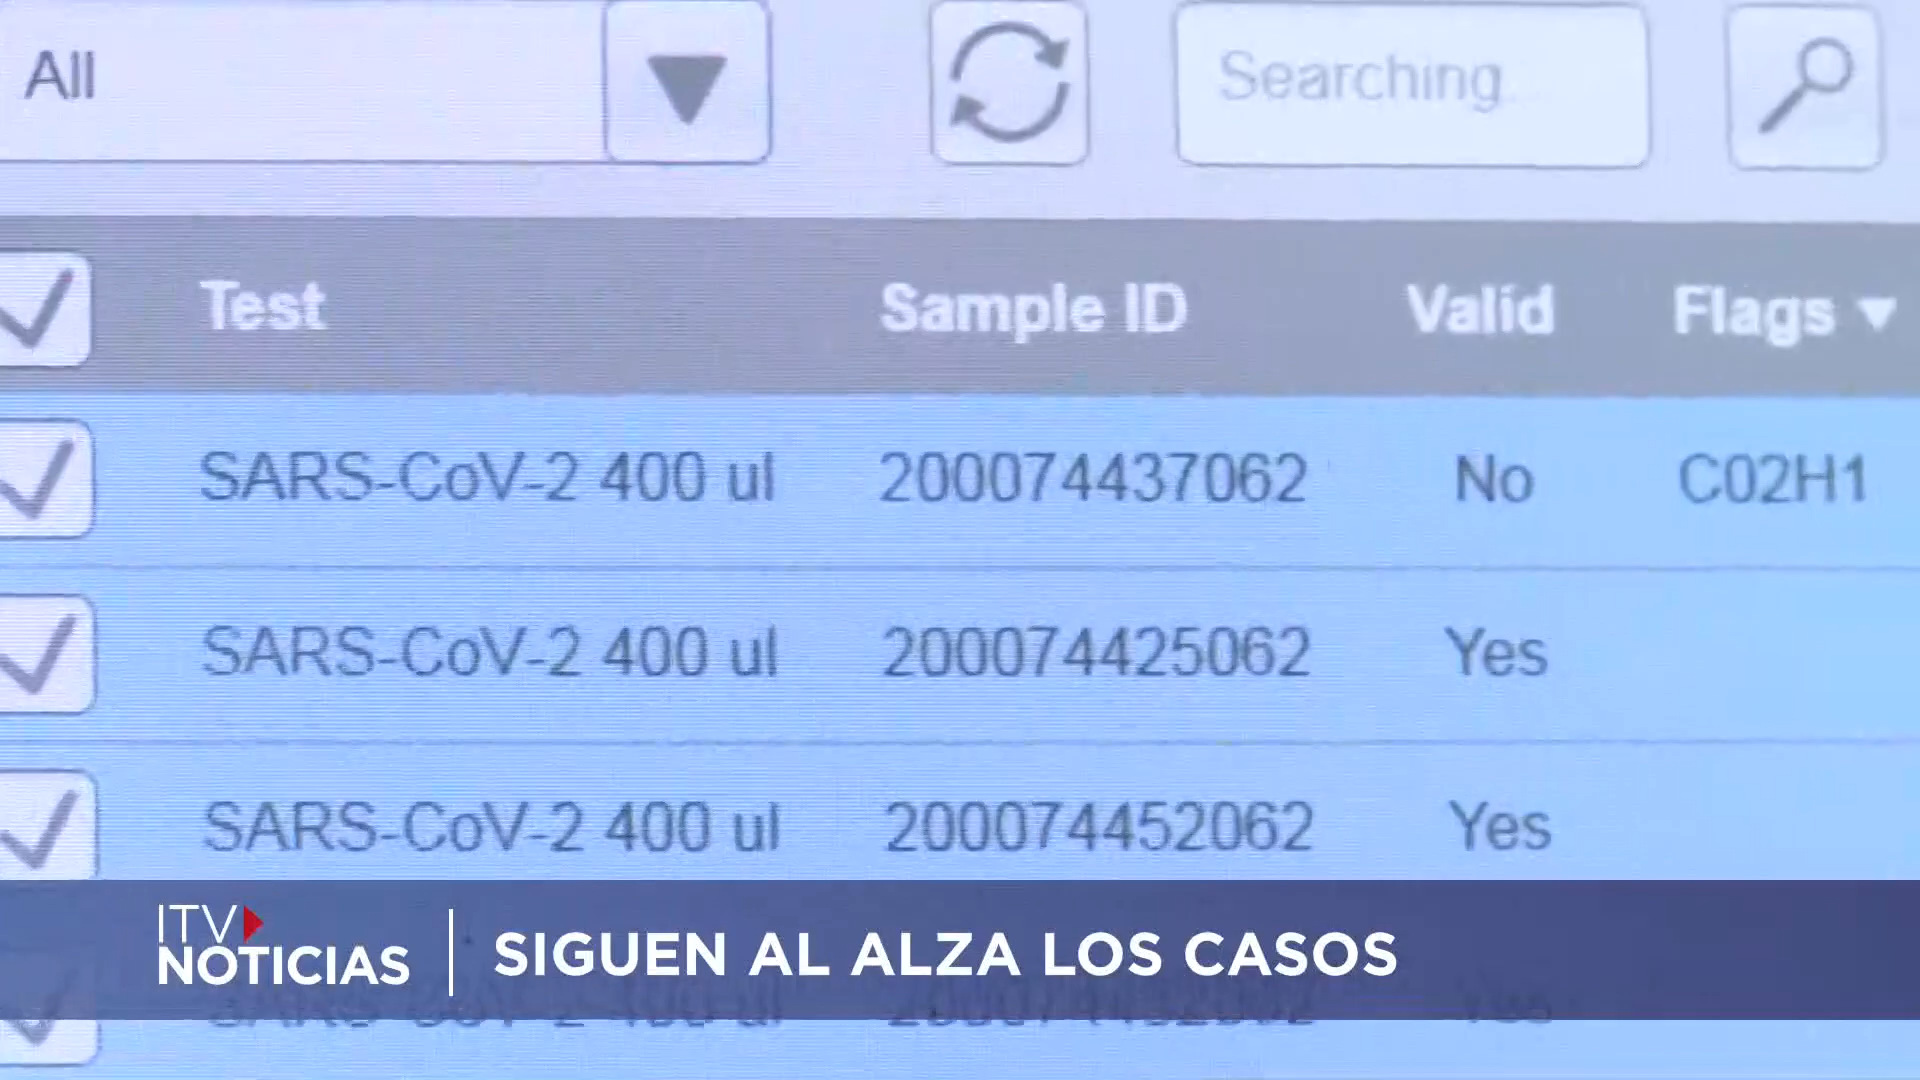 All
Searching
Test Sample ID Valid Flags
SARS-CoV-2 400 ul 200074437062 No C02H1
SARS-CoV-2 400 ul 200074425062 Yes
SARS-CoV-2 400 ul 200074452062 Yes
ITV
NOTICIAS
SIGUEN AL ALZA LOS CASOS